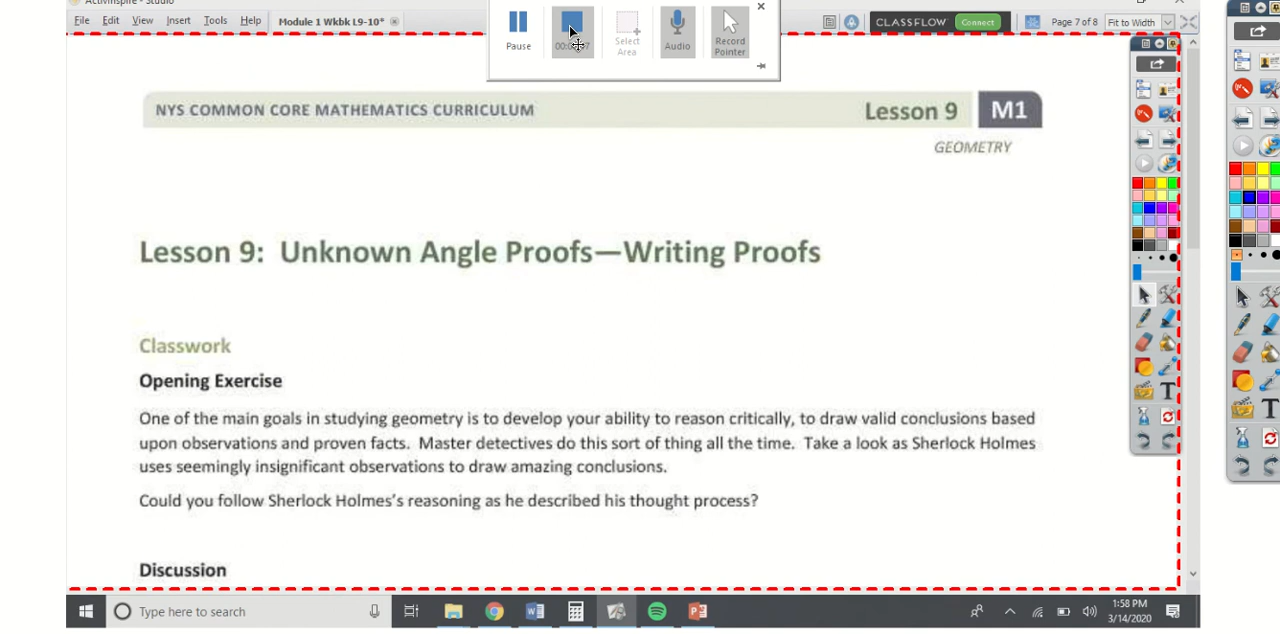 ActivInspire - Studio
File Edit View Insert Tools Help Module 1 Wkbk L9-10*
CLASSFLOW Connect
Page 7 of 8 Fit to Width
Pause
Select Area
Audio
Record Pointer
NYS COMMON CORE MATHEMATICS CURRICULUM Lesson 9 M1
GEOMETRY
Lesson 9: Unknown Angle Proofs—Writing Proofs
Classwork
Opening Exercise
One of the main goals in studying geometry is to develop your ability to reason critically, to draw valid conclusions based
upon observations and proven facts. Master detectives do this sort of thing all the time. Take a look as Sherlock Holmes
uses seemingly insignificant observations to draw amazing conclusions.
Could you follow Sherlock Holmes's reasoning as he described his thought process?
Discussion
Type here to search
1:58 PM
3/14/2020